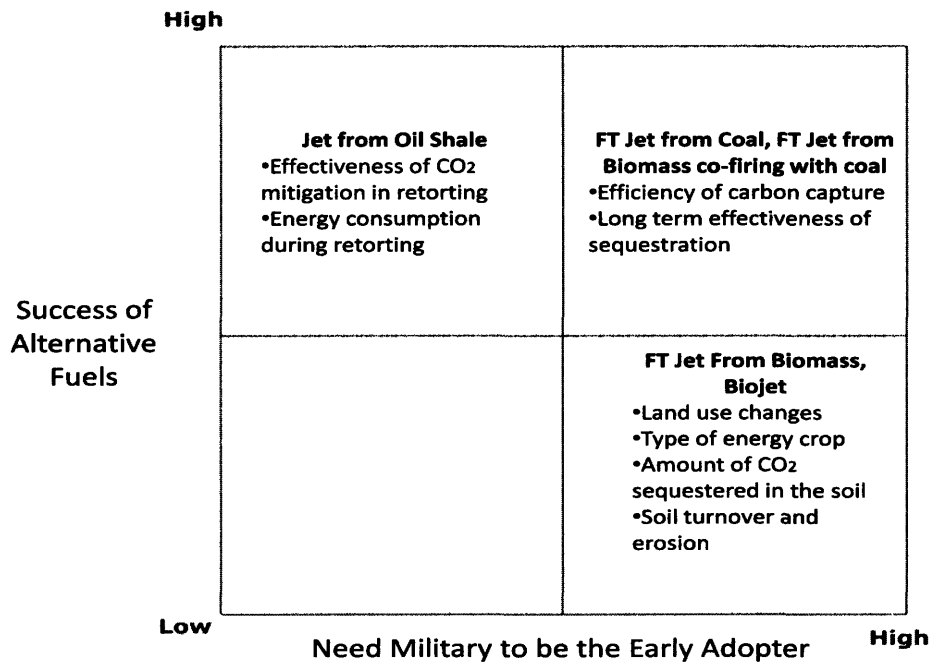 High
Jet from Oil Shale
•Effectiveness of CO2
mitigation in retorting
•Energy consumption
during retorting
FT Jet from Coal, FT Jet from
Biomass co-firing with coal
•Efficiency of carbon capture
•Long term effectiveness of
sequestration
Success of
Alternative
Fuels
FT Jet From Biomass,
Biojet
•Land use changes
•Type of energy crop
•Amount of CO2
sequestered in the soil
•Soil turnover and
erosion
Low
Need Military to be the Early Adopter
High